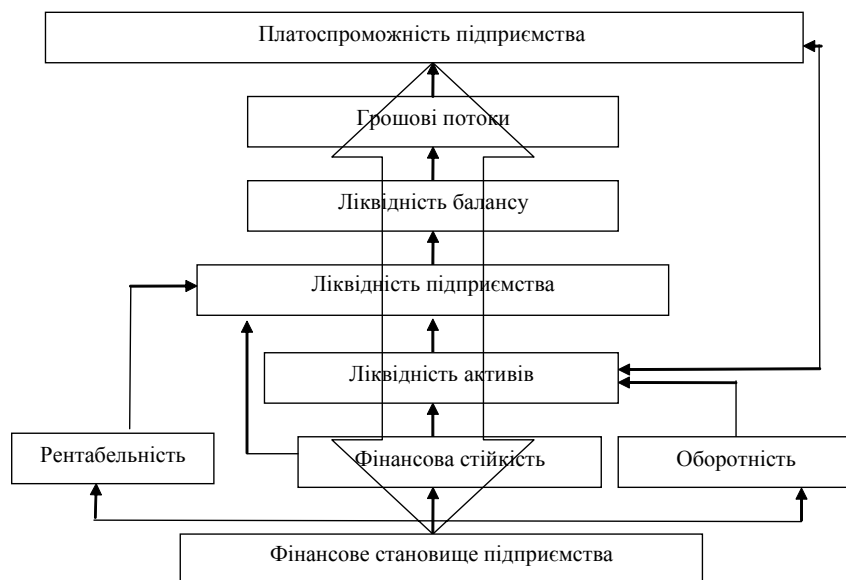 Платоспроможність підприємства
Грошові потоки
Ліквідність балансу
Ліквідність підприємства
Ліквідність активів
Рентабельність
Фінансова стійкість
Оборотність
Фінансове становище підприємства